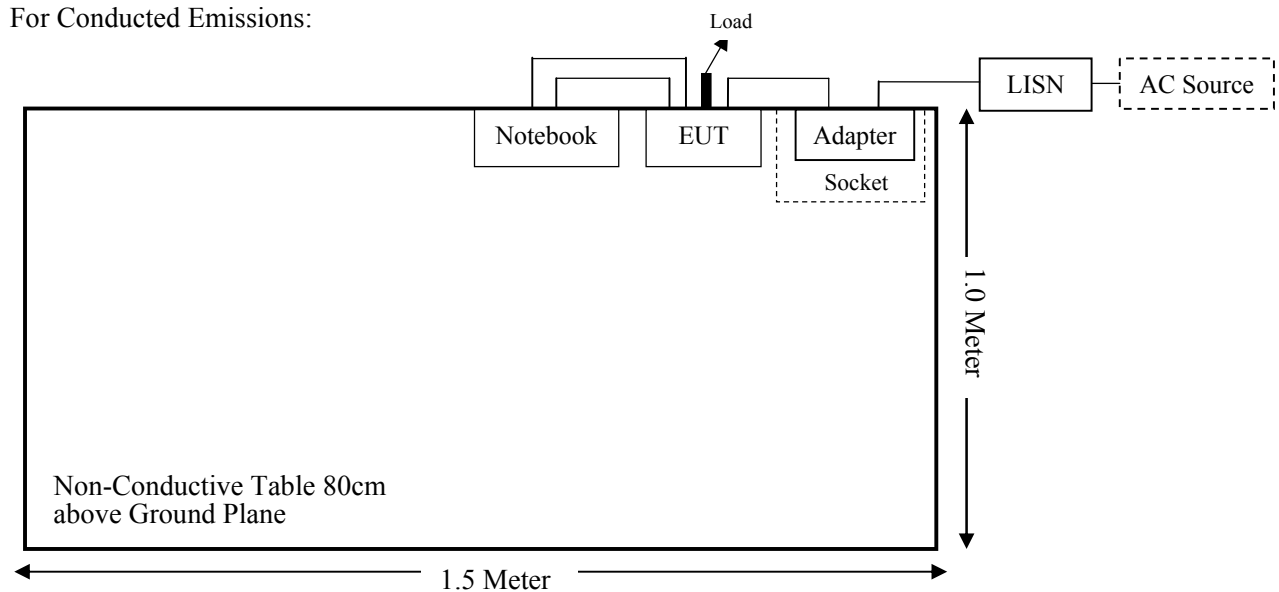 For Conducted Emissions:
Load
LISN
AC Source
Notebook
EUT
Adapter
Socket
1.0 Meter
Non-Conductive Table 80cm
above Ground Plane
1.5 Meter